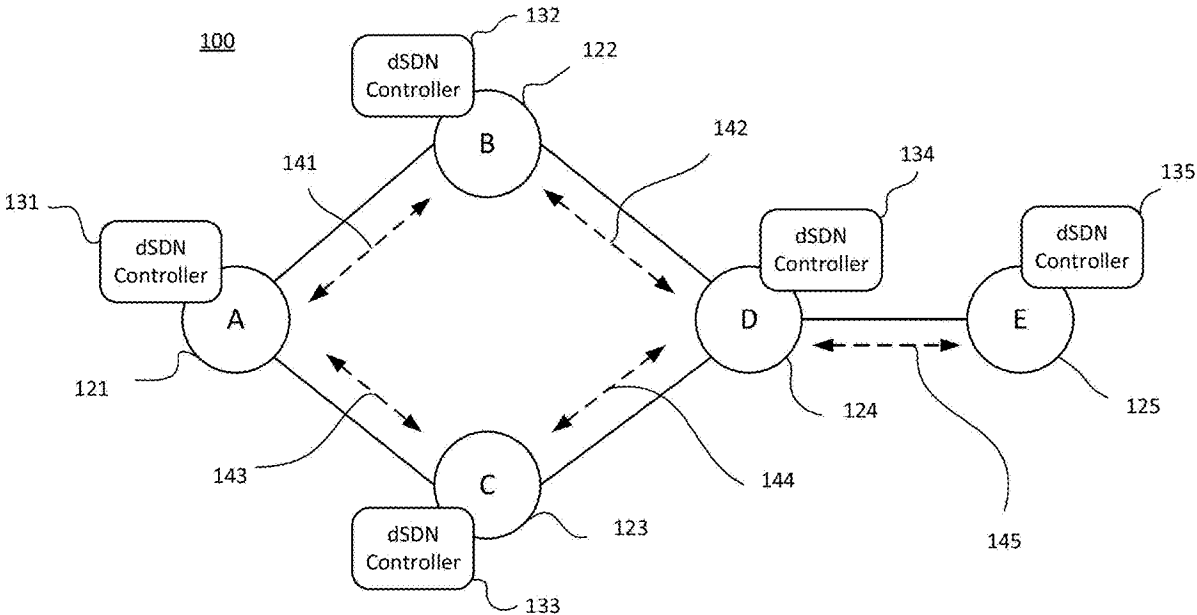 100
132
dSDN
Controller
122
B
141
142
134
135
131
dSDN
Controller
dSDN
Controller
dSDN
Controller
A
D
E
121
124
125
143
C
144
145
dSDN
Controller
123
133